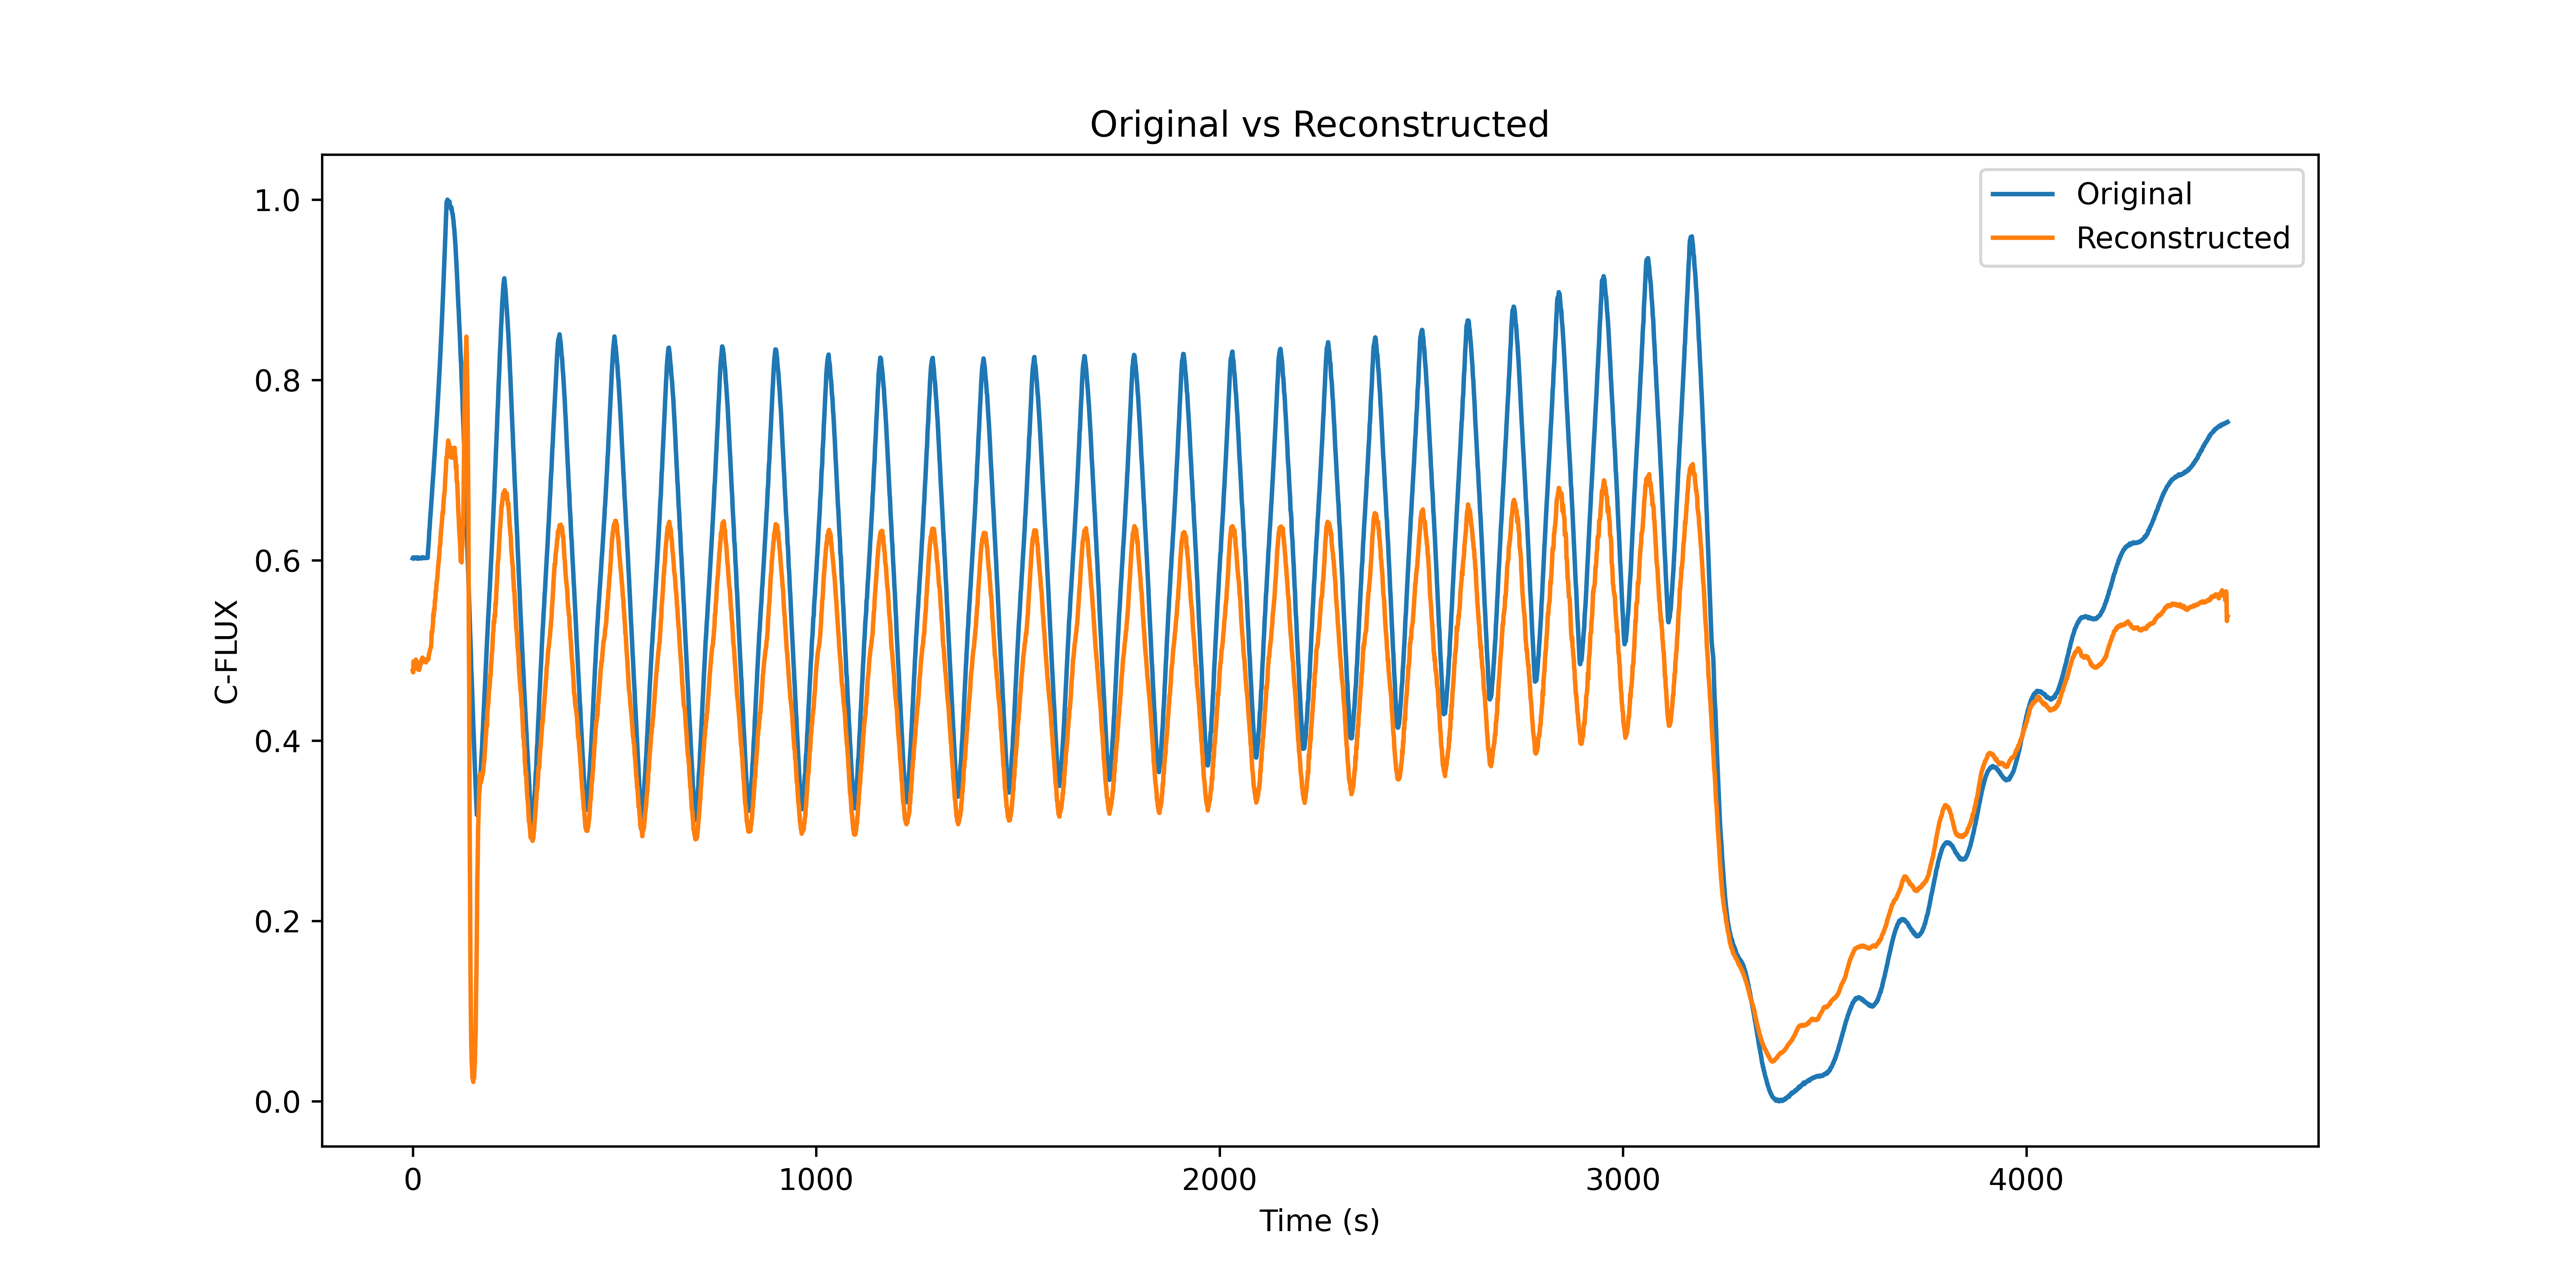 Original vs Reconstructed
Original
Reconstructed
C-FLUX
1.0
0.8
0.6
0.4
0.2
0.0
0 1000 2000 3000 4000
Time (s)